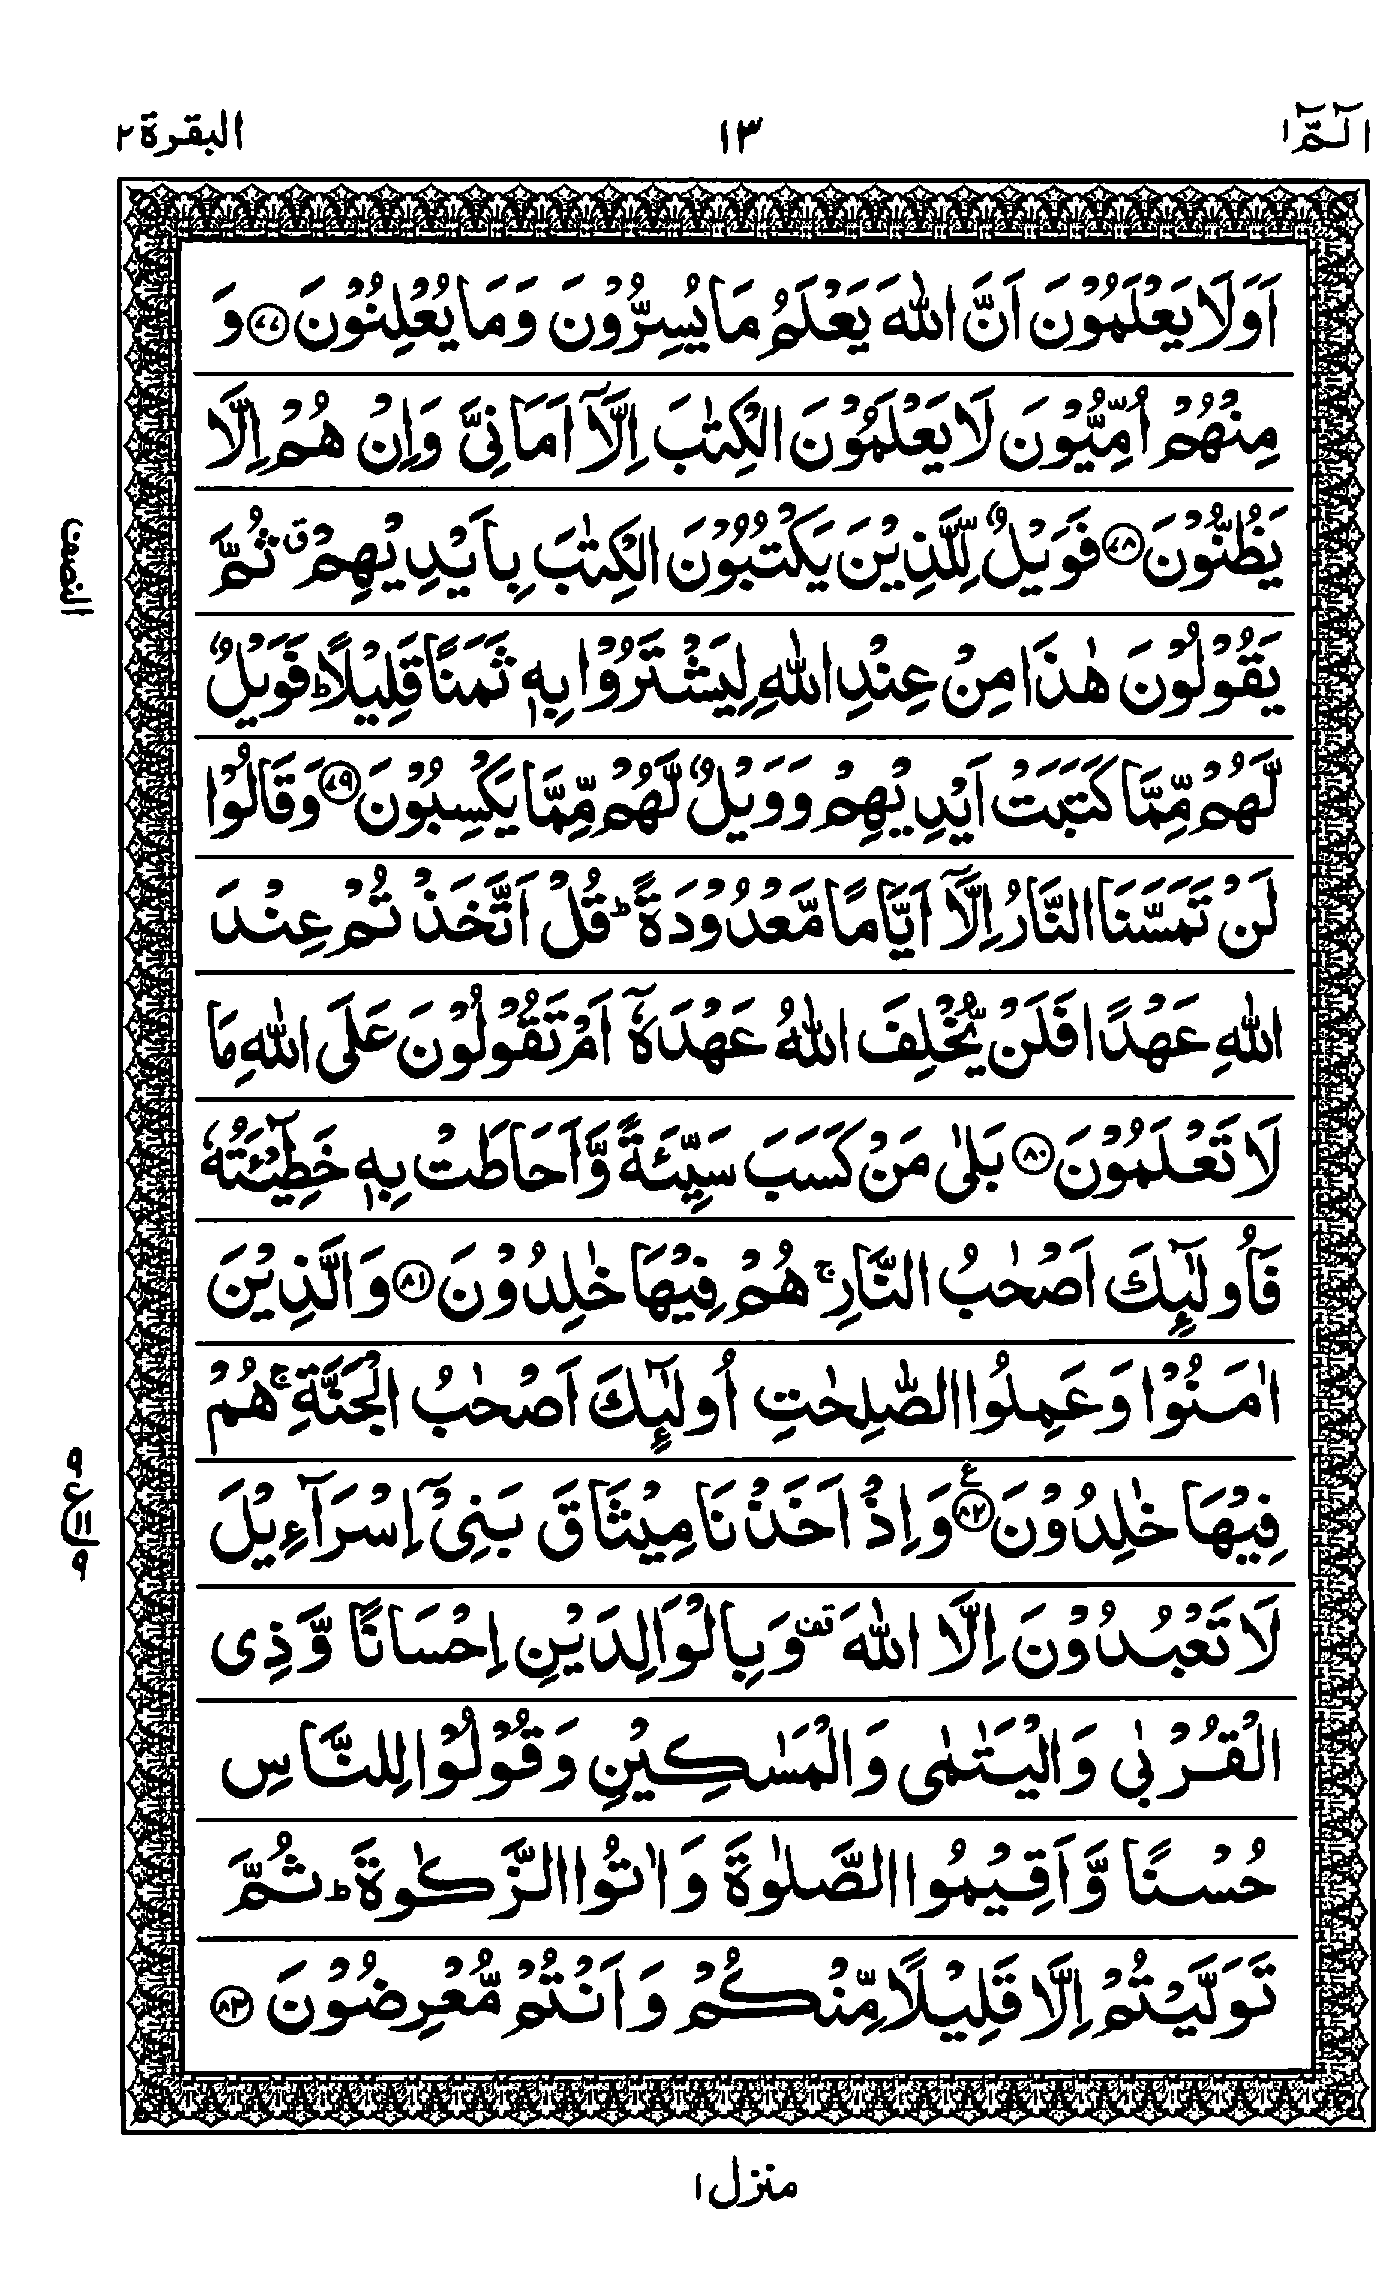 الٓـمّٓ ١
١٣
البقرة ٢
اَوَلَا يَعْلَمُوْنَ اَنَّ اللّٰهَ يَعْلَمُ مَا يُسِرُّوْنَ وَمَا يُعْلِنُوْنَ ﴿٧٧﴾ وَ
مِنْهُمْ اُمِّيُّوْنَ لَا يَعْلَمُوْنَ الْكِتٰبَ اِلَّاۤ اَمَانِىَّ وَاِنْ هُمْ اِلَّا
يَظُنُّوْنَ ﴿٧٨﴾ فَوَيْلٌ لِّلَّذِيْنَ يَكْتُبُوْنَ الْكِتٰبَ بِاَيْدِيْهِمْ ق ثُمَّ
يَقُوْلُوْنَ هٰذَا مِنْ عِنْدِ اللّٰهِ لِيَشْتَرُوْا بِهٖ ثَمَنًا قَلِيْلًا ؕ فَوَيْلٌ
لَّهُمْ مِّمَّا كَتَبَتْ اَيْدِيْهِمْ وَوَيْلٌ لَّهُمْ مِّمَّا يَكْسِبُوْنَ ﴿٧٩﴾ وَقَالُوْا
لَنْ تَمَسَّنَا النَّارُ اِلَّاۤ اَيَّامًا مَّعْدُوْدَةً ؕ قُلْ اَتَّخَذْتُمْ عِنْدَ
اللّٰهِ عَهْدًا فَلَنْ يُّخْلِفَ اللّٰهُ عَهْدَهٗۤ اَمْ تَقُوْلُوْنَ عَلَى اللّٰهِ مَا
لَا تَعْلَمُوْنَ ﴿٨٠﴾ بَلٰى مَنْ كَسَبَ سَيِّئَةً وَّاَحَاطَتْ بِهٖ خَطِيْٓئَتُهٗ
فَاُولٰٓئِكَ اَصْحٰبُ النَّارِ ۚ هُمْ فِيْهَا خٰلِدُوْنَ ﴿٨١﴾ وَالَّذِيْنَ
اٰمَنُوْا وَعَمِلُوا الصّٰلِحٰتِ اُولٰٓئِكَ اَصْحٰبُ الْجَنَّةِ ۚ هُمْ
فِيْهَا خٰلِدُوْنَ ﴿٨٢﴾ ع وَاِذْ اَخَذْنَا مِيْثَاقَ بَنِىْۤ اِسْرَآءِيْلَ
لَا تَعْبُدُوْنَ اِلَّا اللّٰهَ قف وَبِالْوَالِدَيْنِ اِحْسَانًا وَّذِى
الْقُرْبٰى وَالْيَتٰمٰى وَالْمَسٰكِيْنِ وَقُوْلُوْا لِلنَّاسِ
حُسْنًا وَّاَقِيْمُوا الصَّلٰوةَ وَاٰتُوا الزَّكٰوةَ ؕ ثُمَّ
تَوَلَّيْتُمْ اِلَّا قَلِيْلًا مِّنْكُمْ وَاَنْتُمْ مُّعْرِضُوْنَ ﴿٨٣﴾
النصف
منزل ١